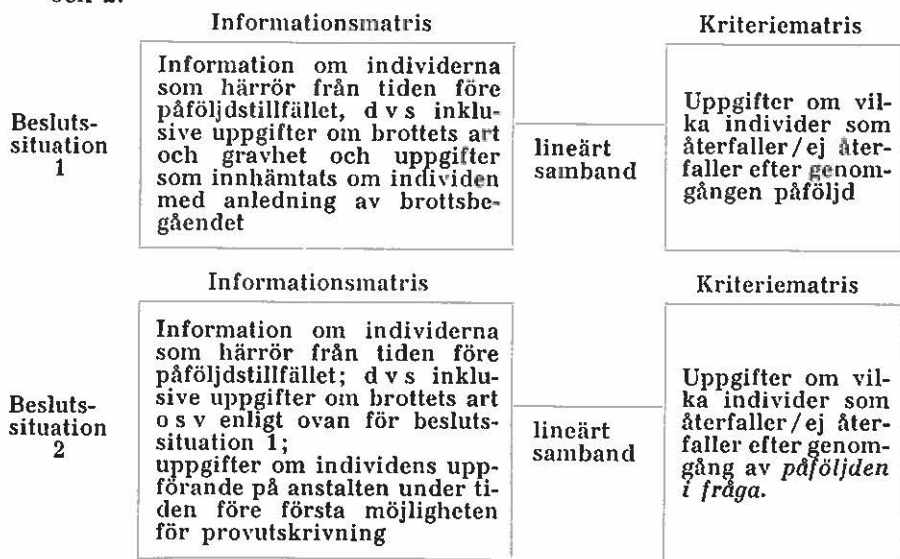 och 2.
Informationsmatris
Kriteriematris
Besluts-
situation
1
Information om individerna
som härrör från tiden före
påföljdstillfället, d v s inklu-
sive uppgifter om brottets art
och gravhet och uppgifter
som innhämtats om individen
med anledning av brottsbe-
gåendet
lineärt
samband
Uppgifter om vil-
ka individer som
återfaller/ej åter-
faller efter genom-
gången påföljd
Informationsmatris
Kriteriematris
Besluts-
situation
2
Information om individerna
som härrör från tiden före
påföljdstillfället; d v s inklu-
sive uppgifter om brottets art
o s v enligt ovan för besluts-
situation 1;
uppgifter om individens upp-
förande på anstalten under ti-
den före första möjligheten
för provutskrivning
lineärt
samband
Uppgifter om vil-
ka individer som
återfaller/ej åter-
faller efter genom-
gång av påföljden
i fråga.